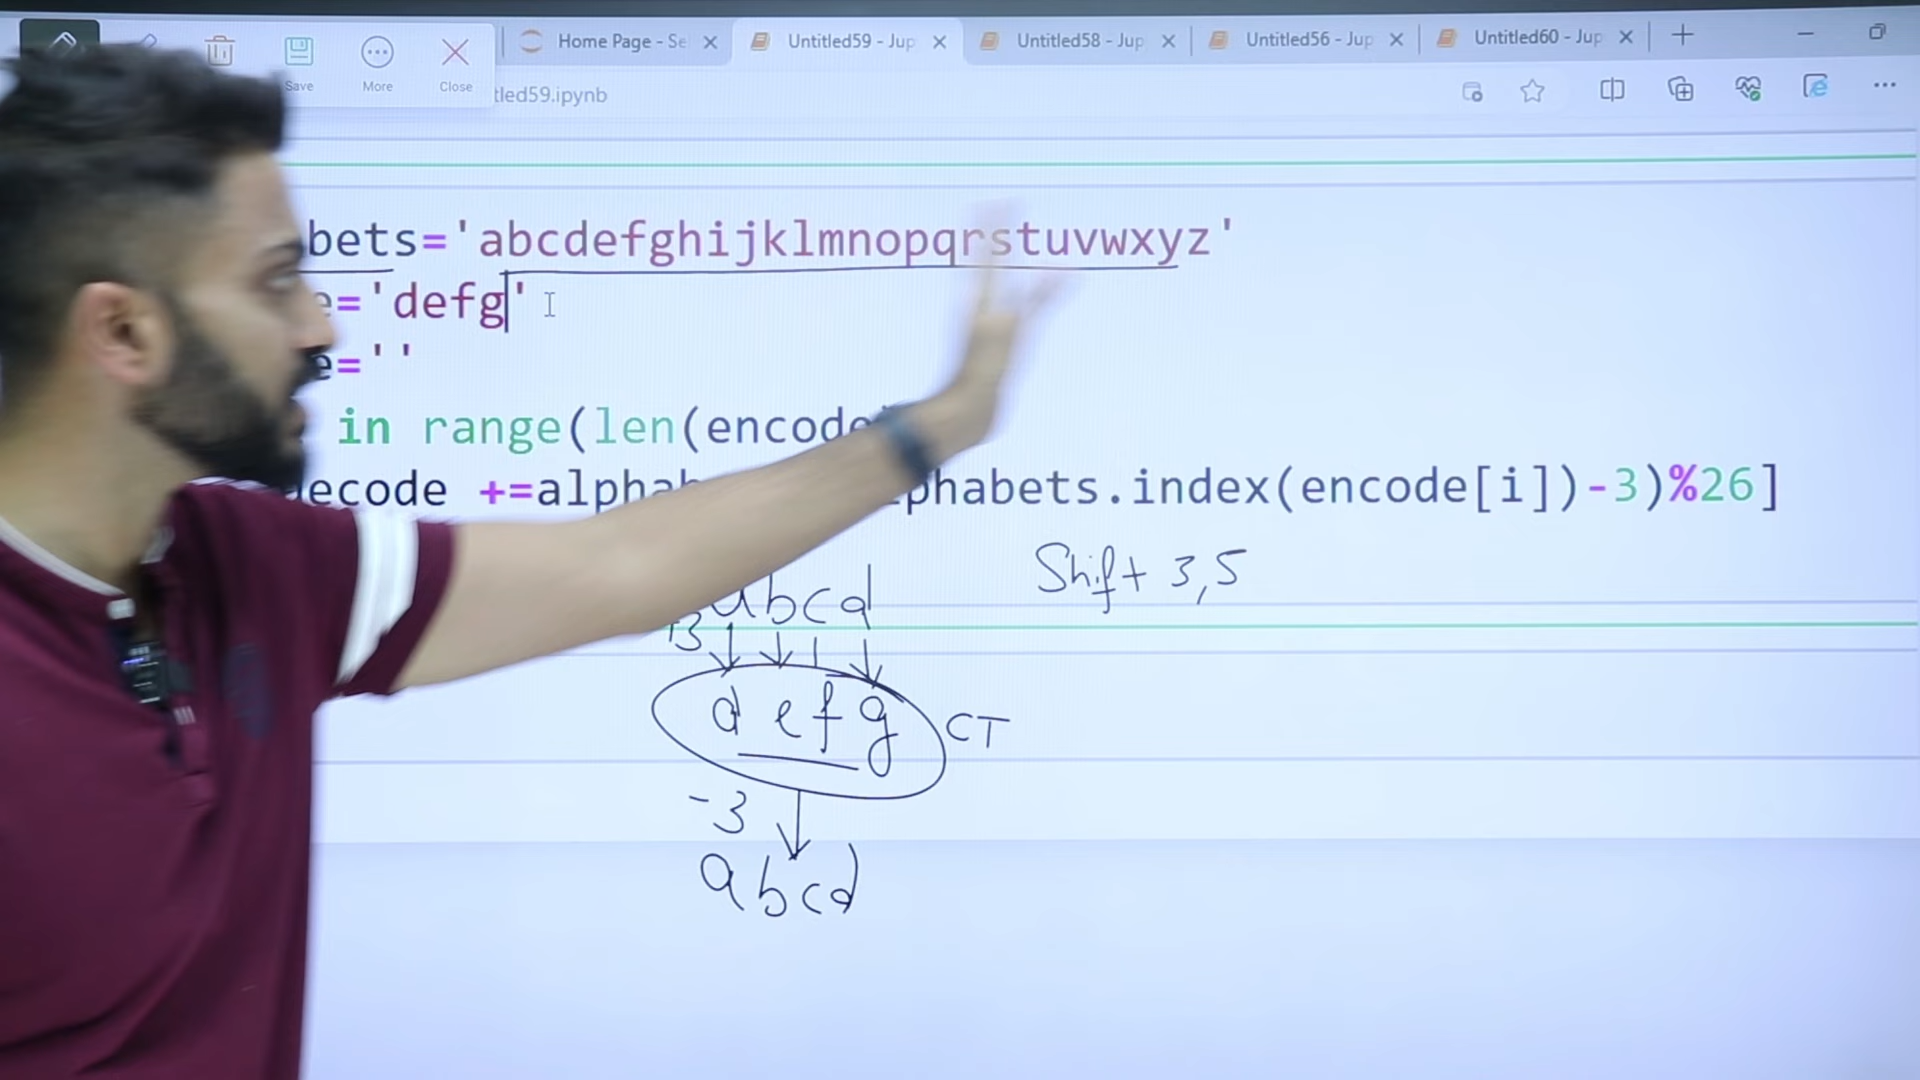 Home Page - Se
Untitled59 - Jup
Untitled58 - Jup
Untitled56 - Jup
Untitled60 - Jup
Save
More
Close
tled59.ipynb
bets='abcdefghijklmnopqrstuvwxyz'
e='defg'
e=''
in range(len(encode
ecode +=alphab phabets.index(encode[i])-3)%26]
Shift 3,5
abcd
+3
defg CT
-3
abcd